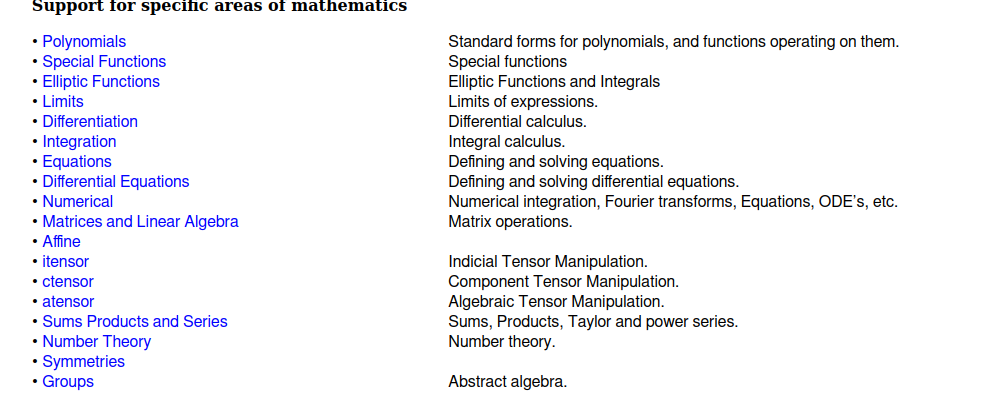 Support for specific areas of mathematics
• Polynomials Standard forms for polynomials, and functions operating on them.
• Special Functions Special functions
• Elliptic Functions Elliptic Functions and Integrals
• Limits Limits of expressions.
• Differentiation Differential calculus.
• Integration Integral calculus.
• Equations Defining and solving equations.
• Differential Equations Defining and solving differential equations.
• Numerical Numerical integration, Fourier transforms, Equations, ODE’s, etc.
• Matrices and Linear Algebra Matrix operations.
• Affine
• itensor Indicial Tensor Manipulation.
• ctensor Component Tensor Manipulation.
• atensor Algebraic Tensor Manipulation.
• Sums Products and Series Sums, Products, Taylor and power series.
• Number Theory Number theory.
• Symmetries
• Groups Abstract algebra.